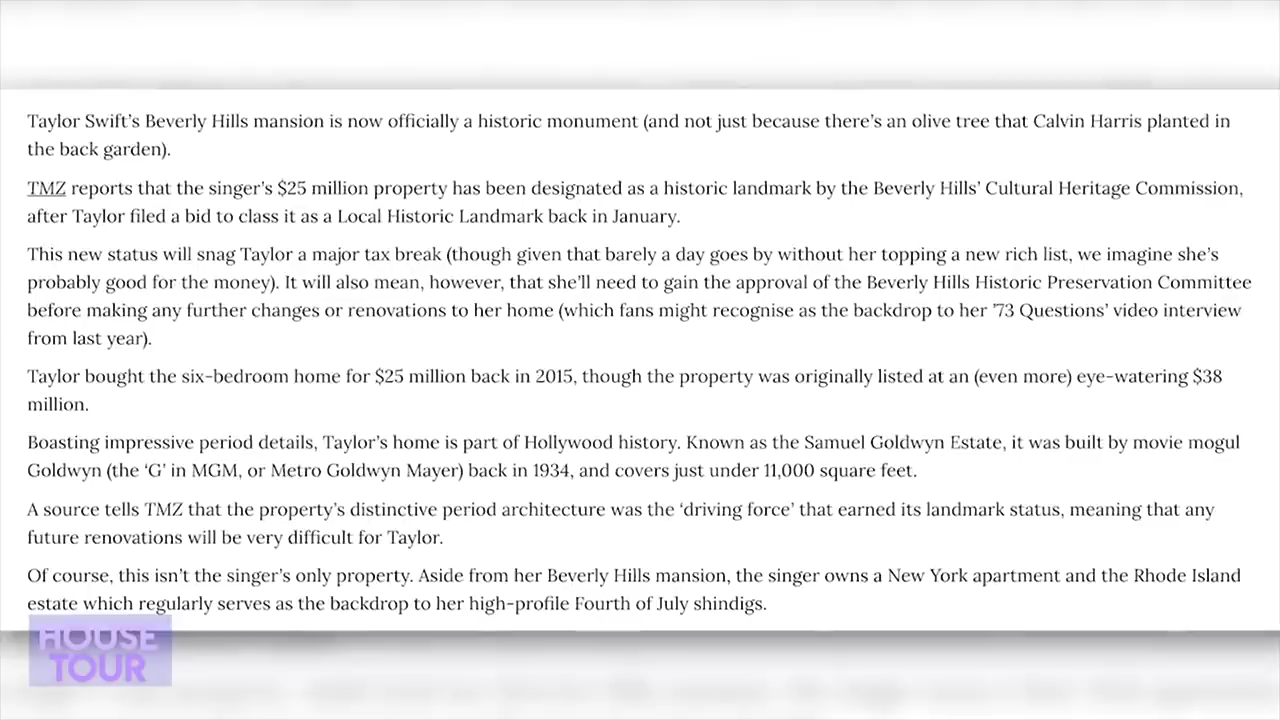 Taylor Swift’s Beverly Hills mansion is now officially a historic monument (and not just because there’s an olive tree that Calvin Harris planted in
the back garden).
TMZ reports that the singer’s $25 million property has been designated as a historic landmark by the Beverly Hills’ Cultural Heritage Commission,
after Taylor filed a bid to class it as a Local Historic Landmark back in January.
This new status will snag Taylor a major tax break (though given that barely a day goes by without her topping a new rich list, we imagine she’s
probably good for the money). It will also mean, however, that she’ll need to gain the approval of the Beverly Hills Historic Preservation Committee
before making any further changes or renovations to her home (which fans might recognise as the backdrop to her ’73 Questions’ video interview
from last year).
Taylor bought the six-bedroom home for $25 million back in 2015, though the property was originally listed at an (even more) eye-watering $38
million.
Boasting impressive period details, Taylor’s home is part of Hollywood history. Known as the Samuel Goldwyn Estate, it was built by movie mogul
Goldwyn (the ‘G’ in MGM, or Metro Goldwyn Mayer) back in 1934, and covers just under 11,000 square feet.
A source tells TMZ that the property’s distinctive period architecture was the ‘driving force’ that earned its landmark status, meaning that any
future renovations will be very difficult for Taylor.
Of course, this isn’t the singer’s only property. Aside from her Beverly Hills mansion, the singer owns a New York apartment and the Rhode Island
estate which regularly serves as the backdrop to her high-profile Fourth of July shindigs.
HOUSE
TOUR